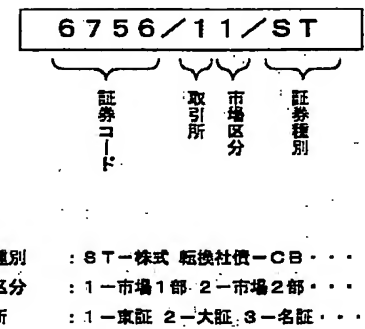 6756/11/ST
証券コード
取引所
市場区分
証券種別
種別 : ST-株式 転換社債-CB・・・
区分 : 1-市場1部 2-市場2部・・・
所 : 1-東証 2-大証 3-名証・・・